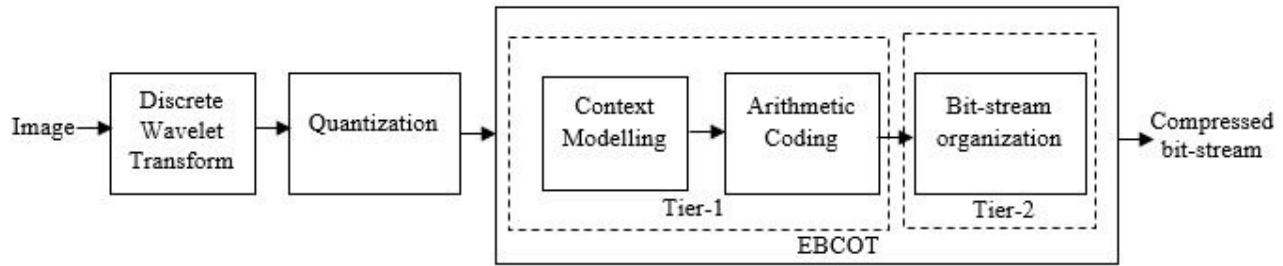 Image
Discrete
Wavelet
Transform
Quantization
Context
Modelling
Arithmetic
Coding
Tier-1
Bit-stream
organization
Tier-2
EBCOT
Compressed
bit-stream